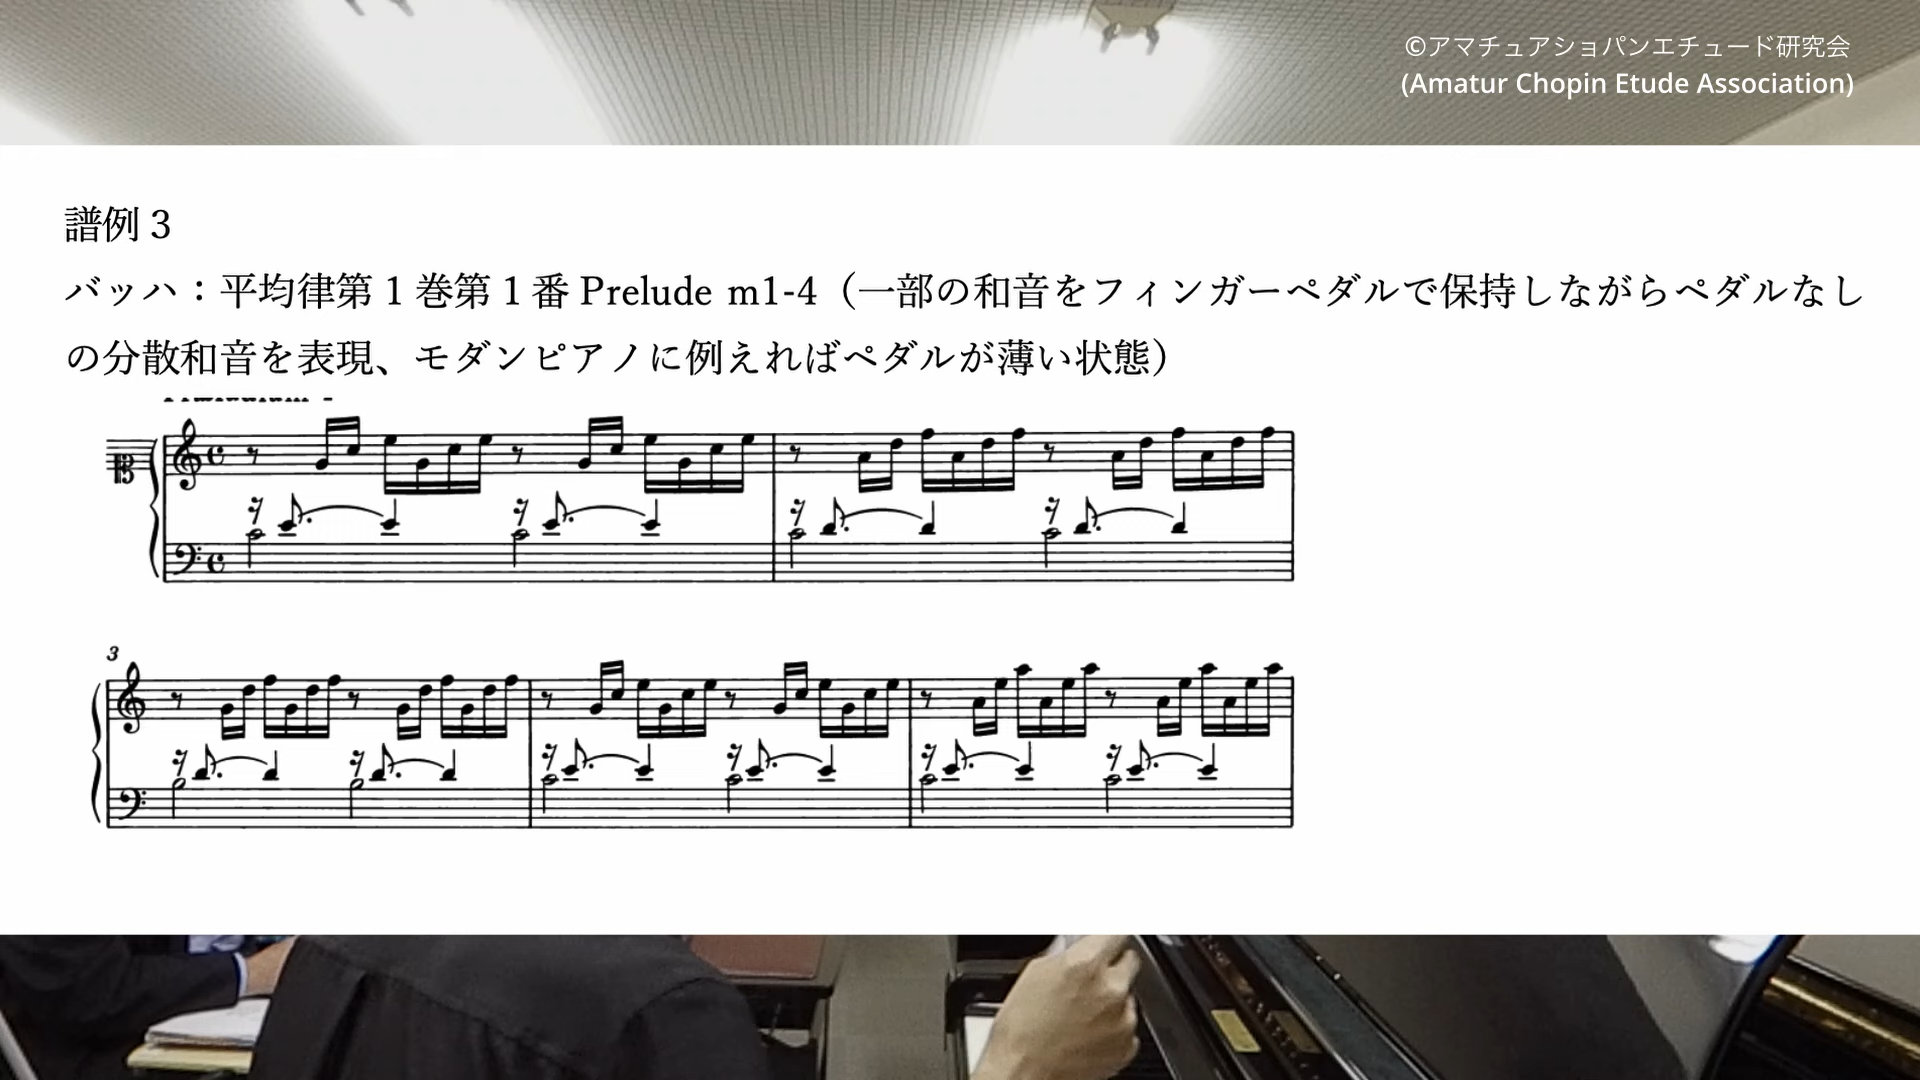 ©アマチュアショパンエチュード研究会
(Amatur Chopin Etude Association)
譜例 3
バッハ：平均律第 1 巻第 1 番 Prelude m1-4（一部の和音をフィンガーペダルで保持しながらペダルなし
の分散和音を表現、モダンピアノに例えればペダルが薄い状態）
3